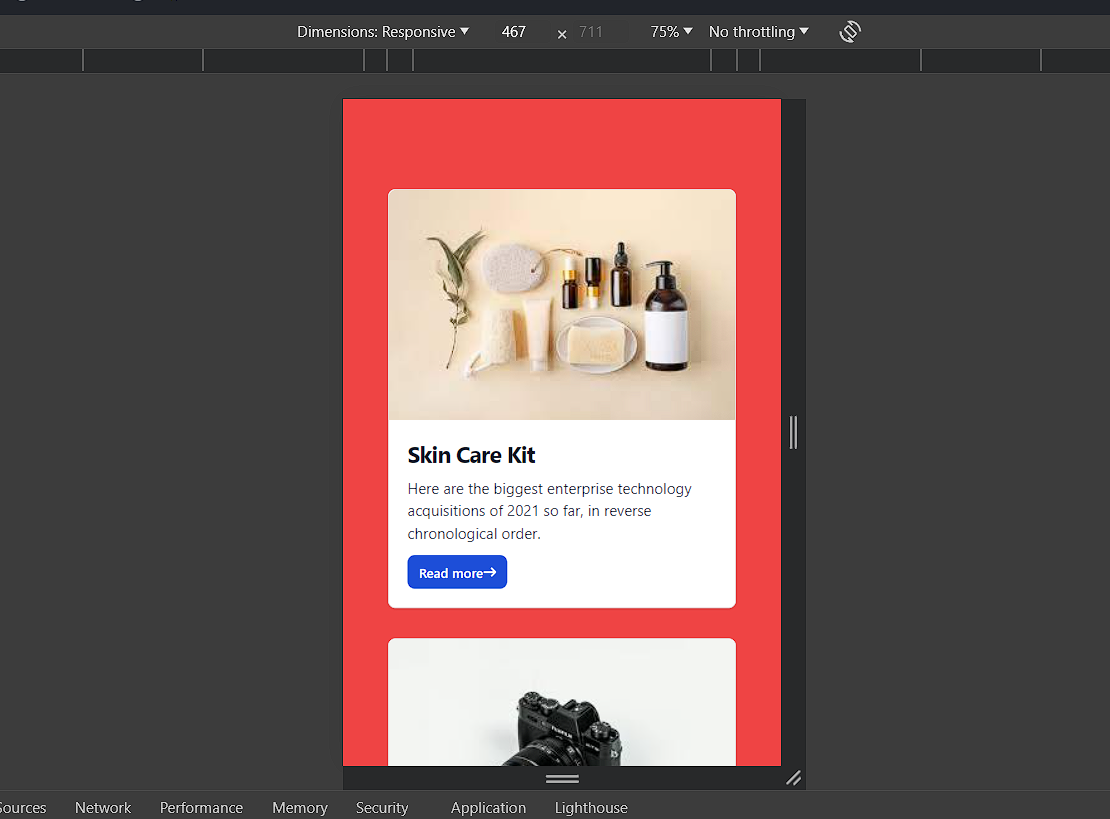 Dimensions: Responsive 467 × 711 75% No throttling
Skin Care Kit
Here are the biggest enterprise technology
acquisitions of 2021 so far, in reverse
chronological order.
Read more→
FUJIFILM
Sources Network Performance Memory Security Application Lighthouse